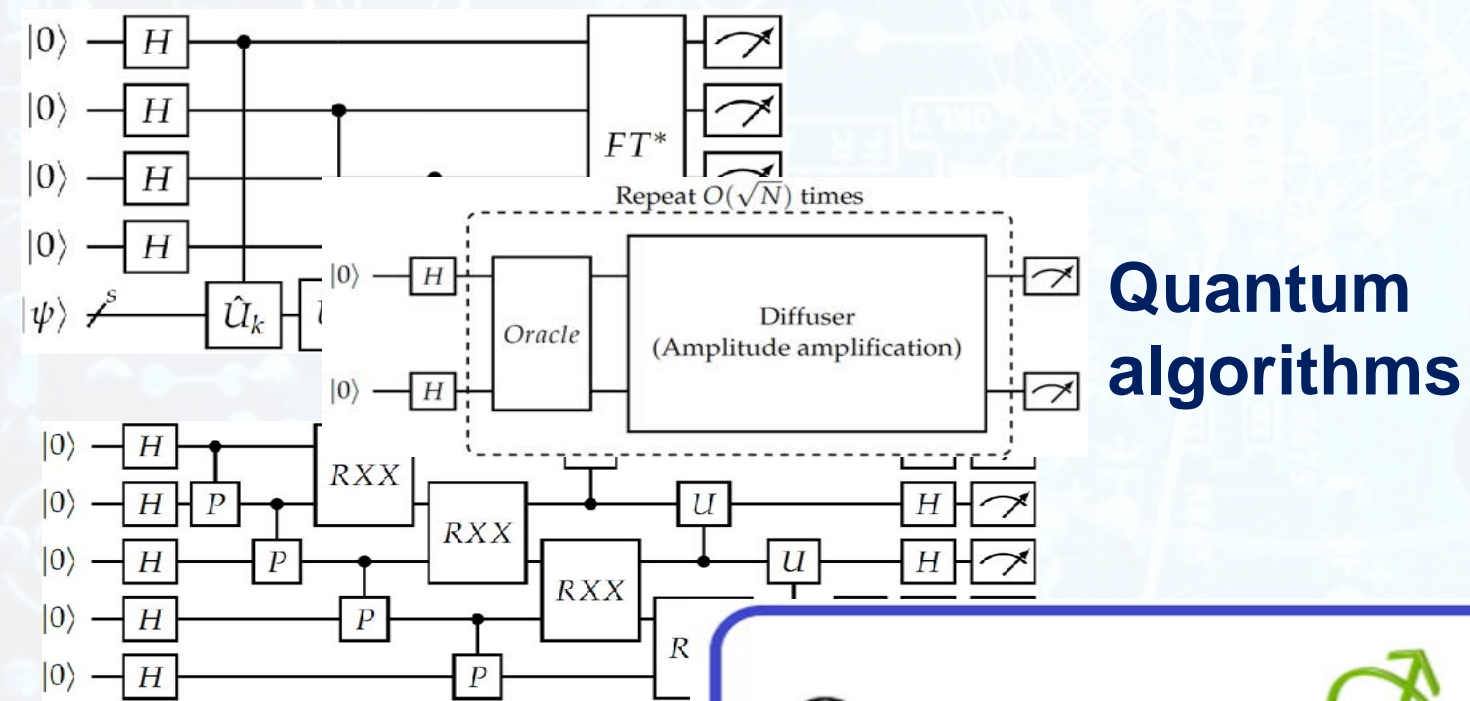 |0⟩ H
|0⟩ H
|0⟩ H
FT*
|0⟩ H
|ψ⟩ s Û_k
Repeat O(√N) times
|0⟩ H
Oracle
Diffuser
(Amplitude amplification)
|0⟩ H
Quantum
algorithms
|0⟩ H
RXX
|0⟩ H P U H
RXX
|0⟩ H P U H
RXX
|0⟩ H P
R
|0⟩ H P